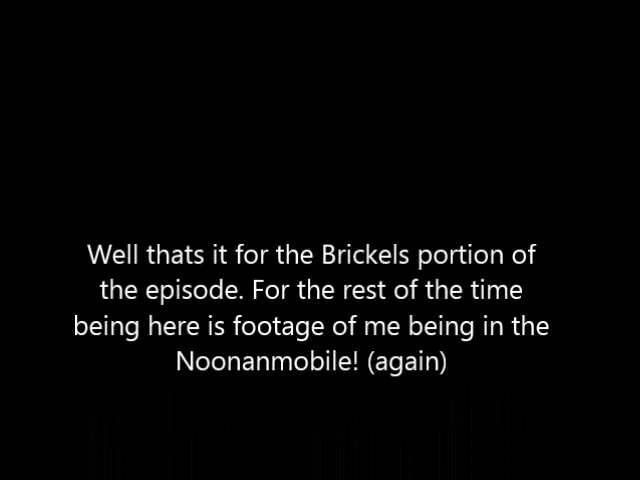 Well thats it for the Brickels portion of
the episode. For the rest of the time
being here is footage of me being in the
Noonanmobile! (again)